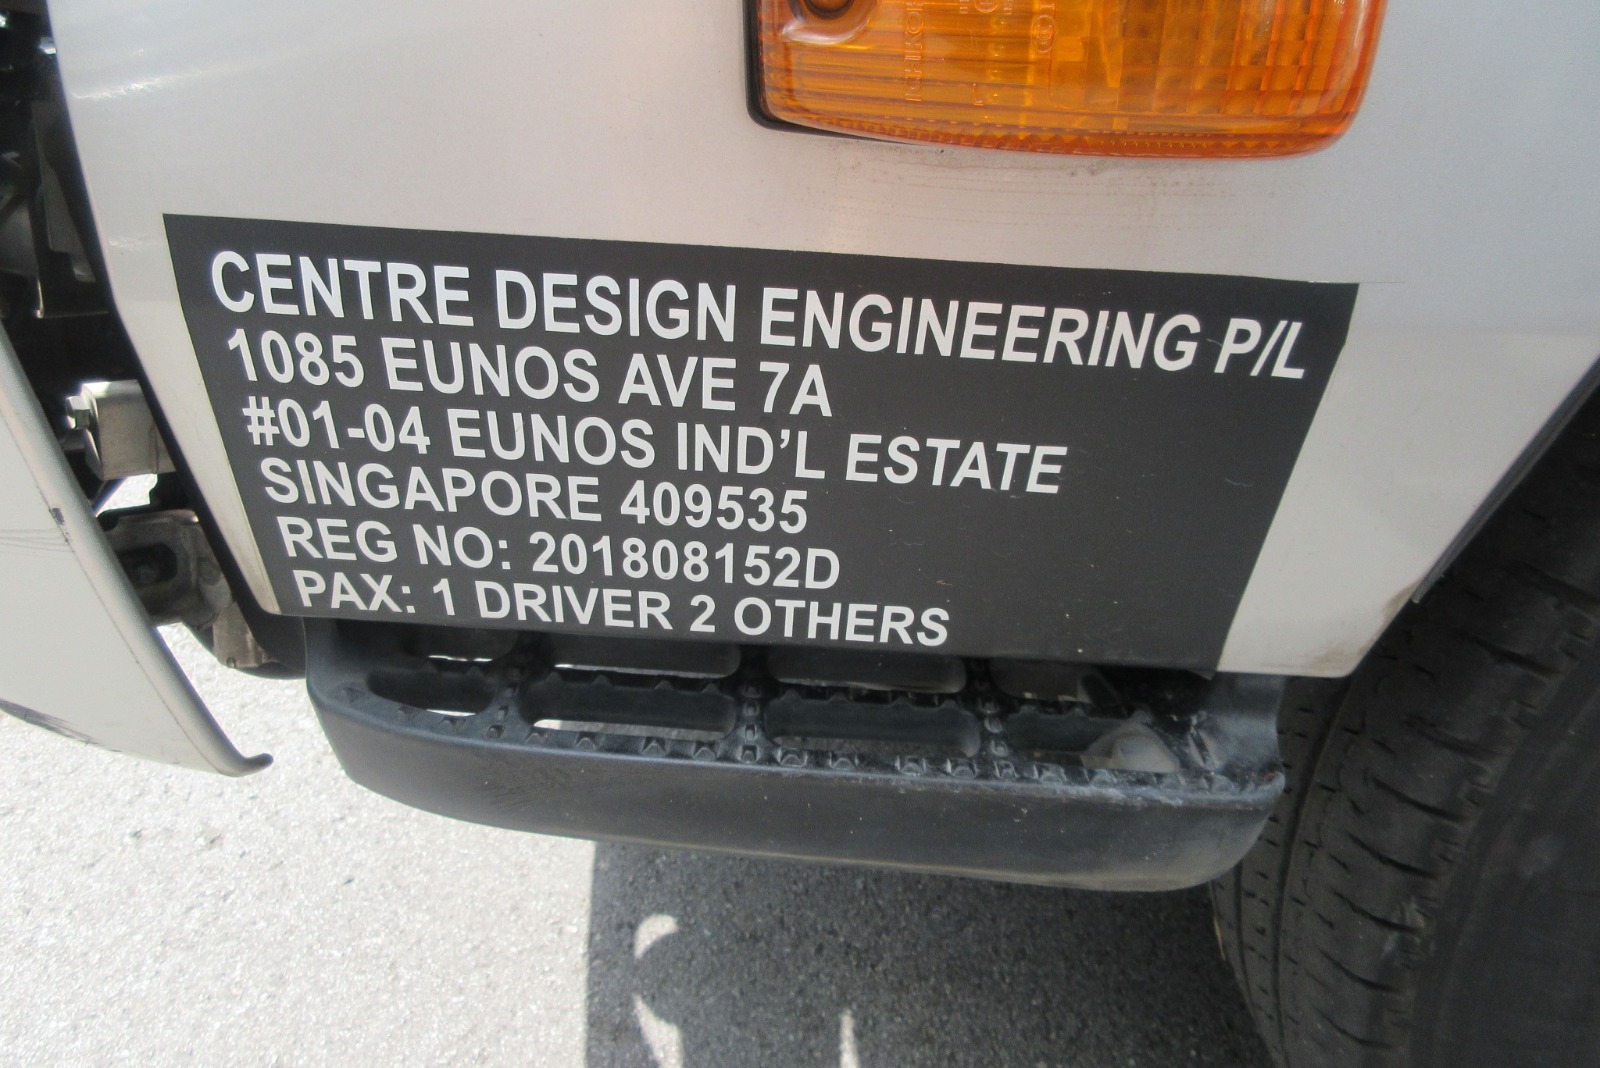 CENTRE DESIGN ENGINEERING P/L
1085 EUNOS AVE 7A
#01-04 EUNOS IND'L ESTATE
SINGAPORE 409535
REG NO: 201808152D
PAX: 1 DRIVER 2 OTHERS